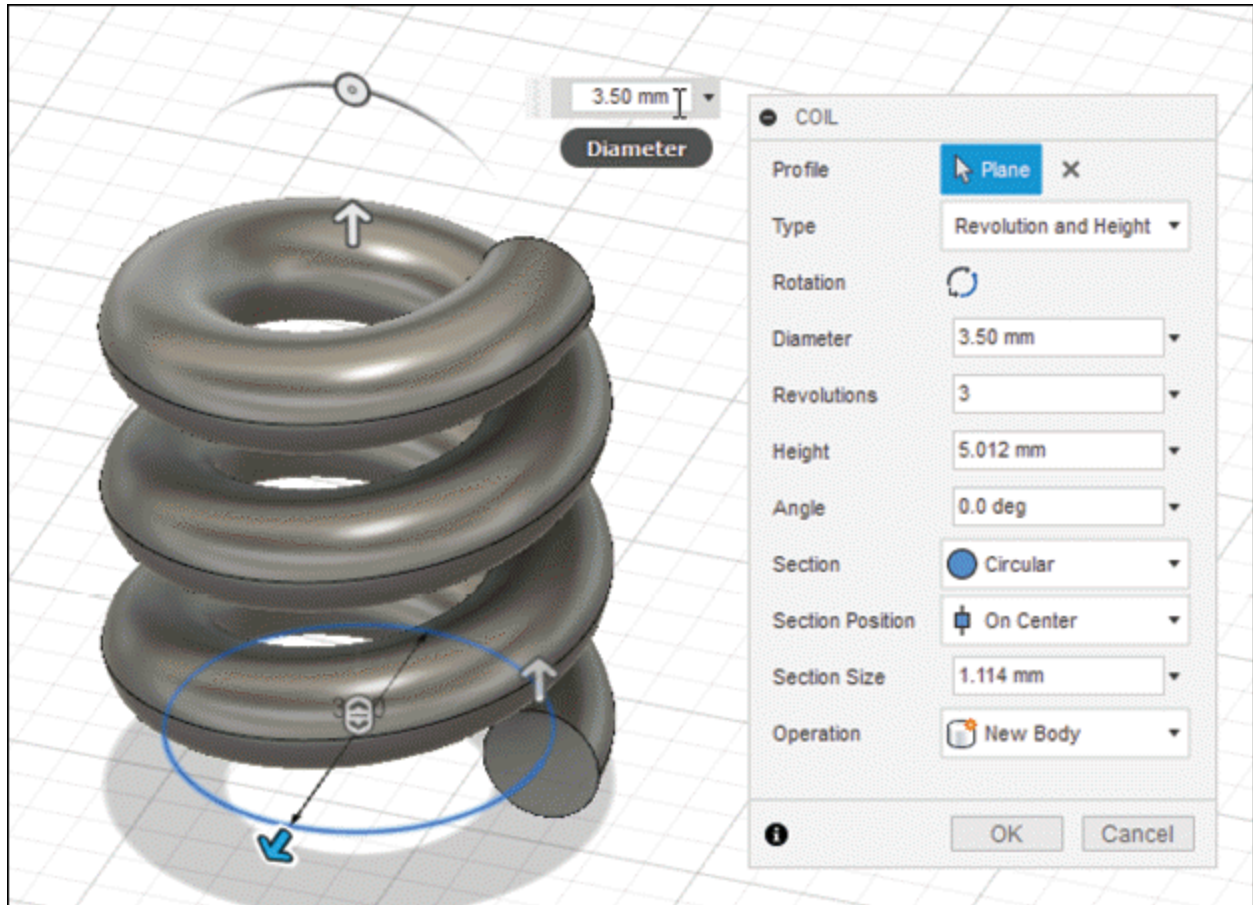 3.50 mm
Diameter
COIL
Profile Plane
Type Revolution and Height
Rotation
Diameter 3.50 mm
Revolutions 3
Height 5.012 mm
Angle 0.0 deg
Section Circular
Section Position On Center
Section Size 1.114 mm
Operation New Body
OK Cancel